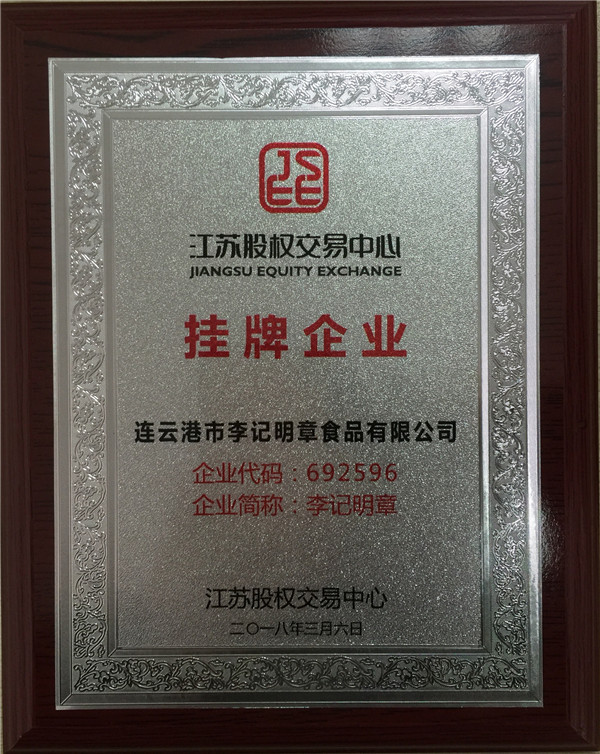 JS
EE
江苏股权交易中心
JIANGSU EQUITY EXCHANGE
挂牌企业
连云港市李记明章食品有限公司
企业代码：692596
企业简称：李记明章
江苏股权交易中心
二〇一八年三月六日